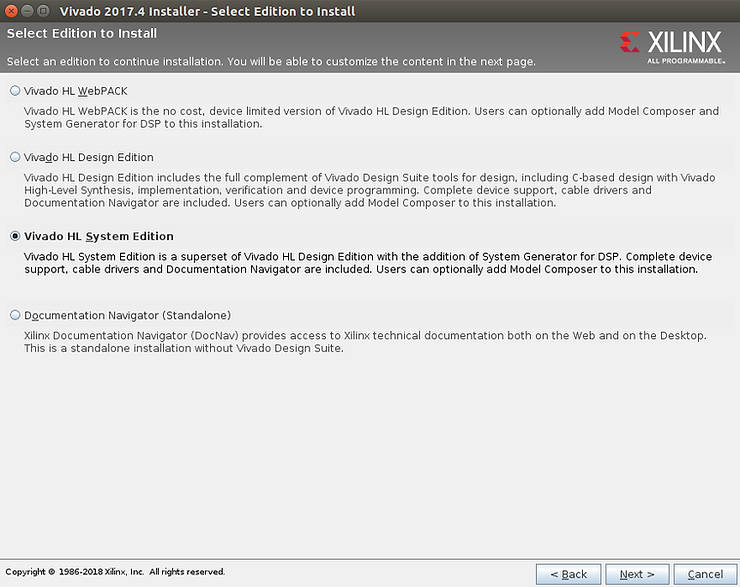 Vivado 2017.4 Installer - Select Edition to Install
Select Edition to Install
XILINX
ALL PROGRAMMABLE™
Select an edition to continue installation. You will be able to customize the content in the next page.
Vivado HL WebPACK
Vivado HL WebPACK is the no cost, device limited version of Vivado HL Design Edition. Users can optionally add Model Composer and
System Generator for DSP to this installation.
Vivado HL Design Edition
Vivado HL Design Edition includes the full complement of Vivado Design Suite tools for design, including C-based design with Vivado
High-Level Synthesis, implementation, verification and device programming. Complete device support, cable drivers and
Documentation Navigator are included. Users can optionally add Model Composer to this installation.
Vivado HL System Edition
Vivado HL System Edition is a superset of Vivado HL Design Edition with the addition of System Generator for DSP. Complete device
support, cable drivers and Documentation Navigator are included. Users can optionally add Model Composer to this installation.
Documentation Navigator (Standalone)
Xilinx Documentation Navigator (DocNav) provides access to Xilinx technical documentation both on the Web and on the Desktop.
This is a standalone installation without Vivado Design Suite.
Copyright © 1986-2018 Xilinx, Inc. All rights reserved.
< Back
Next >
Cancel